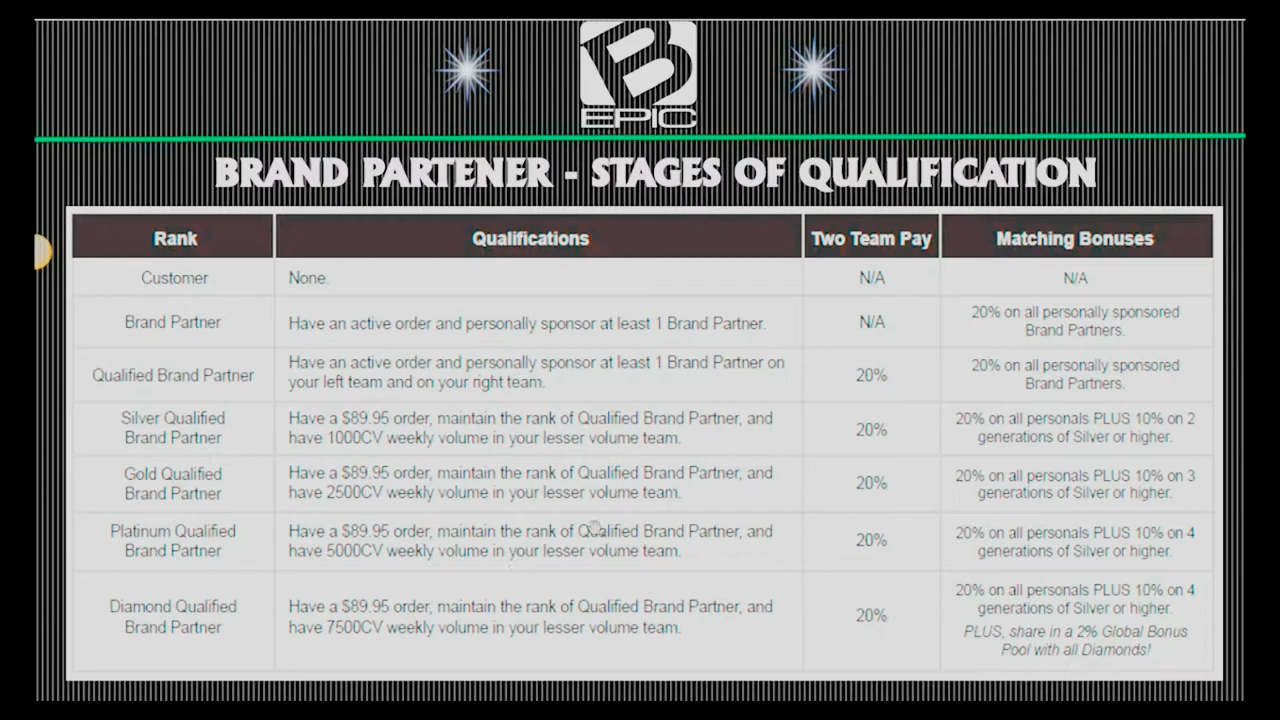 B
EPIC
BRAND PARTENER - STAGES OF QUALIFICATION
Rank Qualifications Two Team Pay Matching Bonuses
Customer None. N/A N/A
Brand Partner Have an active order and personally sponsor at least 1 Brand Partner. N/A 20% on all personally sponsored
Brand Partners.
Qualified Brand Partner Have an active order and personally sponsor at least 1 Brand Partner on
your left team and on your right team. 20% 20% on all personally sponsored
Brand Partners.
Silver Qualified
Brand Partner Have a $89.95 order, maintain the rank of Qualified Brand Partner, and
have 1000CV weekly volume in your lesser volume team. 20% 20% on all personals PLUS 10% on 2
generations of Silver or higher.
Gold Qualified
Brand Partner Have a $89.95 order, maintain the rank of Qualified Brand Partner, and
have 2500CV weekly volume in your lesser volume team. 20% 20% on all personals PLUS 10% on 3
generations of Silver or higher.
Platinum Qualified
Brand Partner Have a $89.95 order, maintain the rank of Qualified Brand Partner, and
have 5000CV weekly volume in your lesser volume team. 20% 20% on all personals PLUS 10% on 4
generations of Silver or higher.
Diamond Qualified
Brand Partner Have a $89.95 order, maintain the rank of Qualified Brand Partner, and
have 7500CV weekly volume in your lesser volume team. 20% 20% on all personals PLUS 10% on 4
generations of Silver or higher.
PLUS, share in a 2% Global Bonus
Pool with all Diamonds!